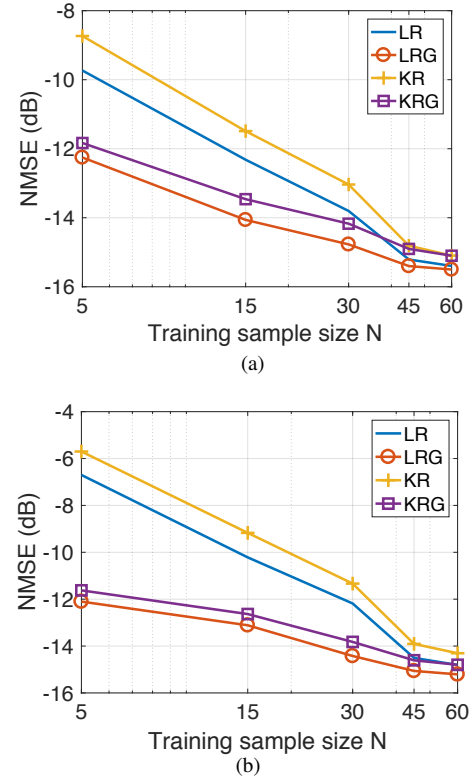 -8
-10
-12
-14
-16
NMSE (dB)
LR
LRG
KR
KRG
5 15 30 45 60
Training sample size N
(a)
-4
-6
-8
-10
-12
-14
-16
NMSE (dB)
LR
LRG
KR
KRG
5 15 30 45 60
Training sample size N
(b)